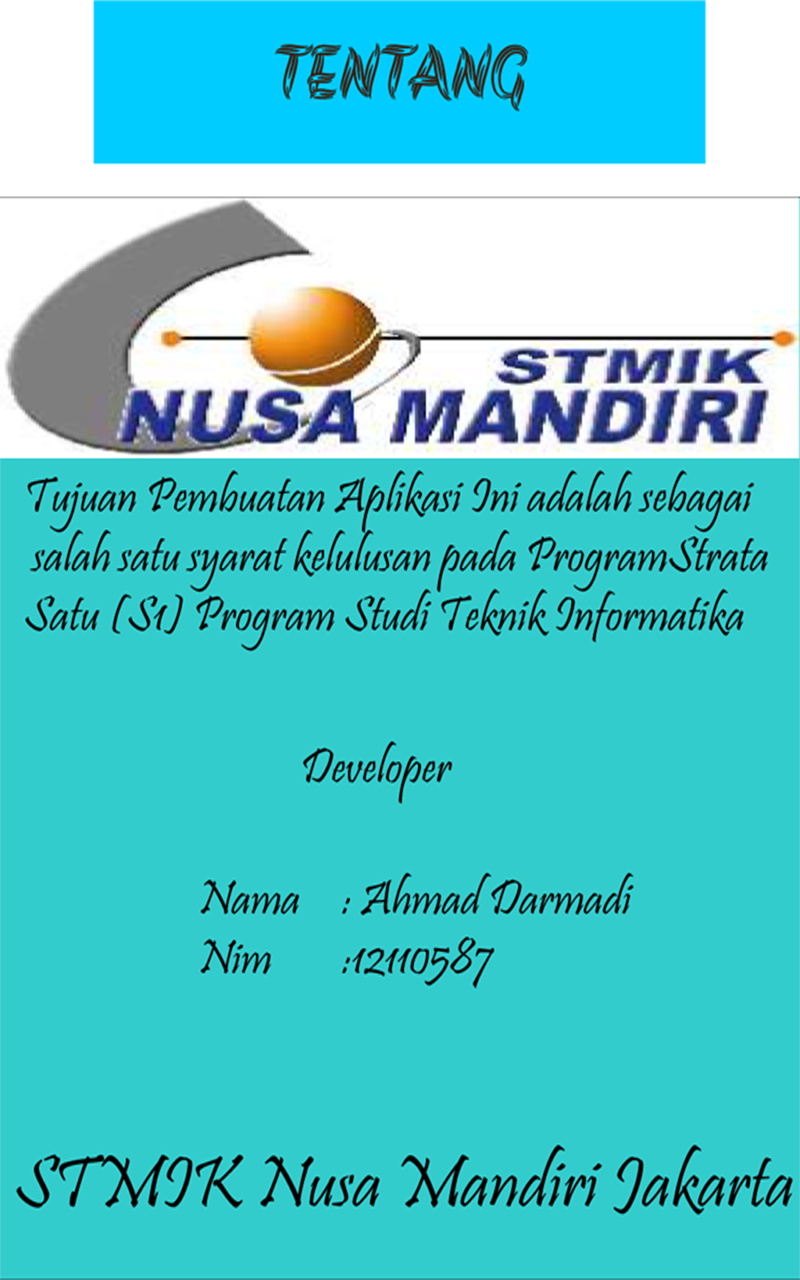 TENTANG
STMIK
NUSA MANDIRI
Tujuan Pembuatan Aplikasi Ini adalah sebagai
salah satu syarat kelulusan pada ProgramStrata
Satu (S1) Program Studi Teknik Informatika
Developer
Nama : Ahmad Darmadi
Nim :12110587
STMIK Nusa Mandiri Jakarta